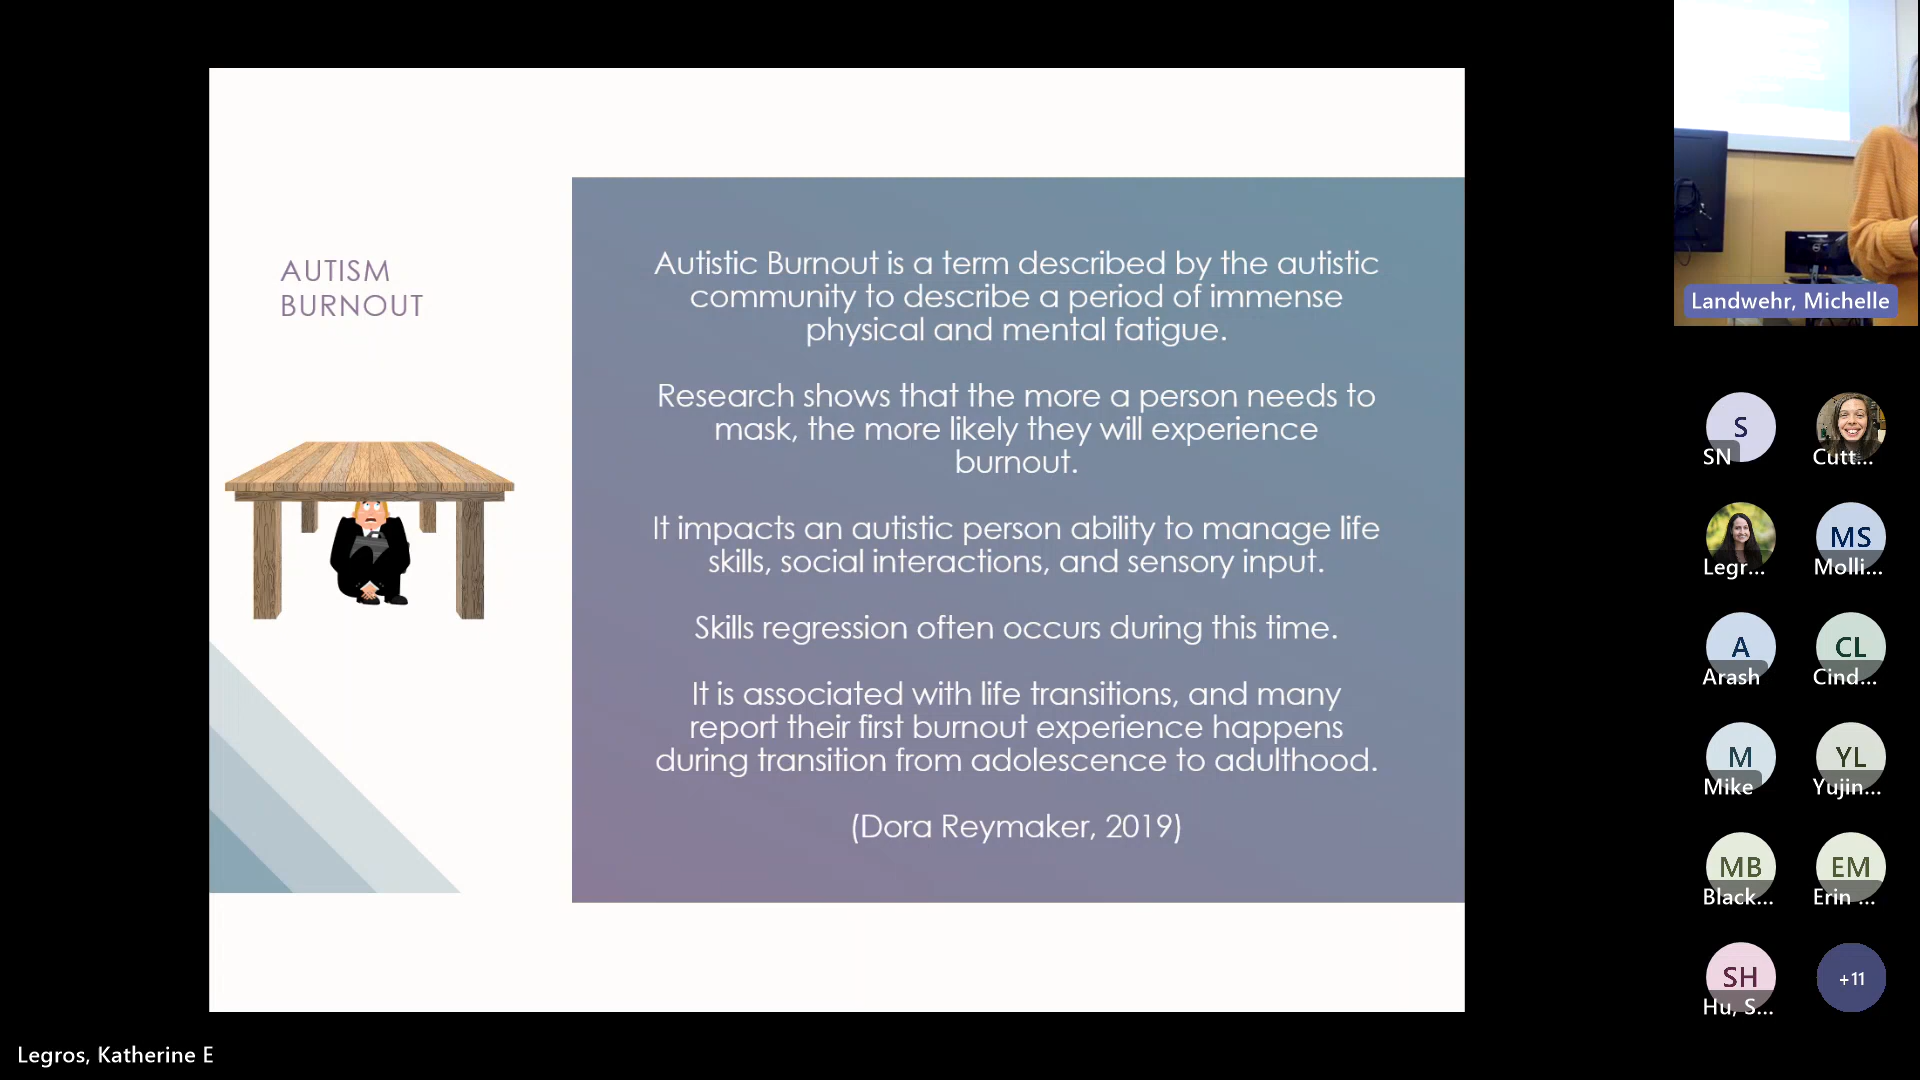 AUTISM
BURNOUT
Autistic Burnout is a term described by the autistic
community to describe a period of immense
physical and mental fatigue.
Research shows that the more a person needs to
mask, the more likely they will experience
burnout.
It impacts an autistic person ability to manage life
skills, social interactions, and sensory input.
Skills regression often occurs during this time.
It is associated with life transitions, and many
report their first burnout experience happens
during transition from adolescence to adulthood.
(Dora Reymaker, 2019)
Landwehr, Michelle
S
SN
Cutt...
Legr...
MS
Molli...
A
Arash
CL
Cind...
M
Mike
YL
Yujin...
MB
Black...
EM
Erin ...
SH
Hu, S...
+11
Legros, Katherine E